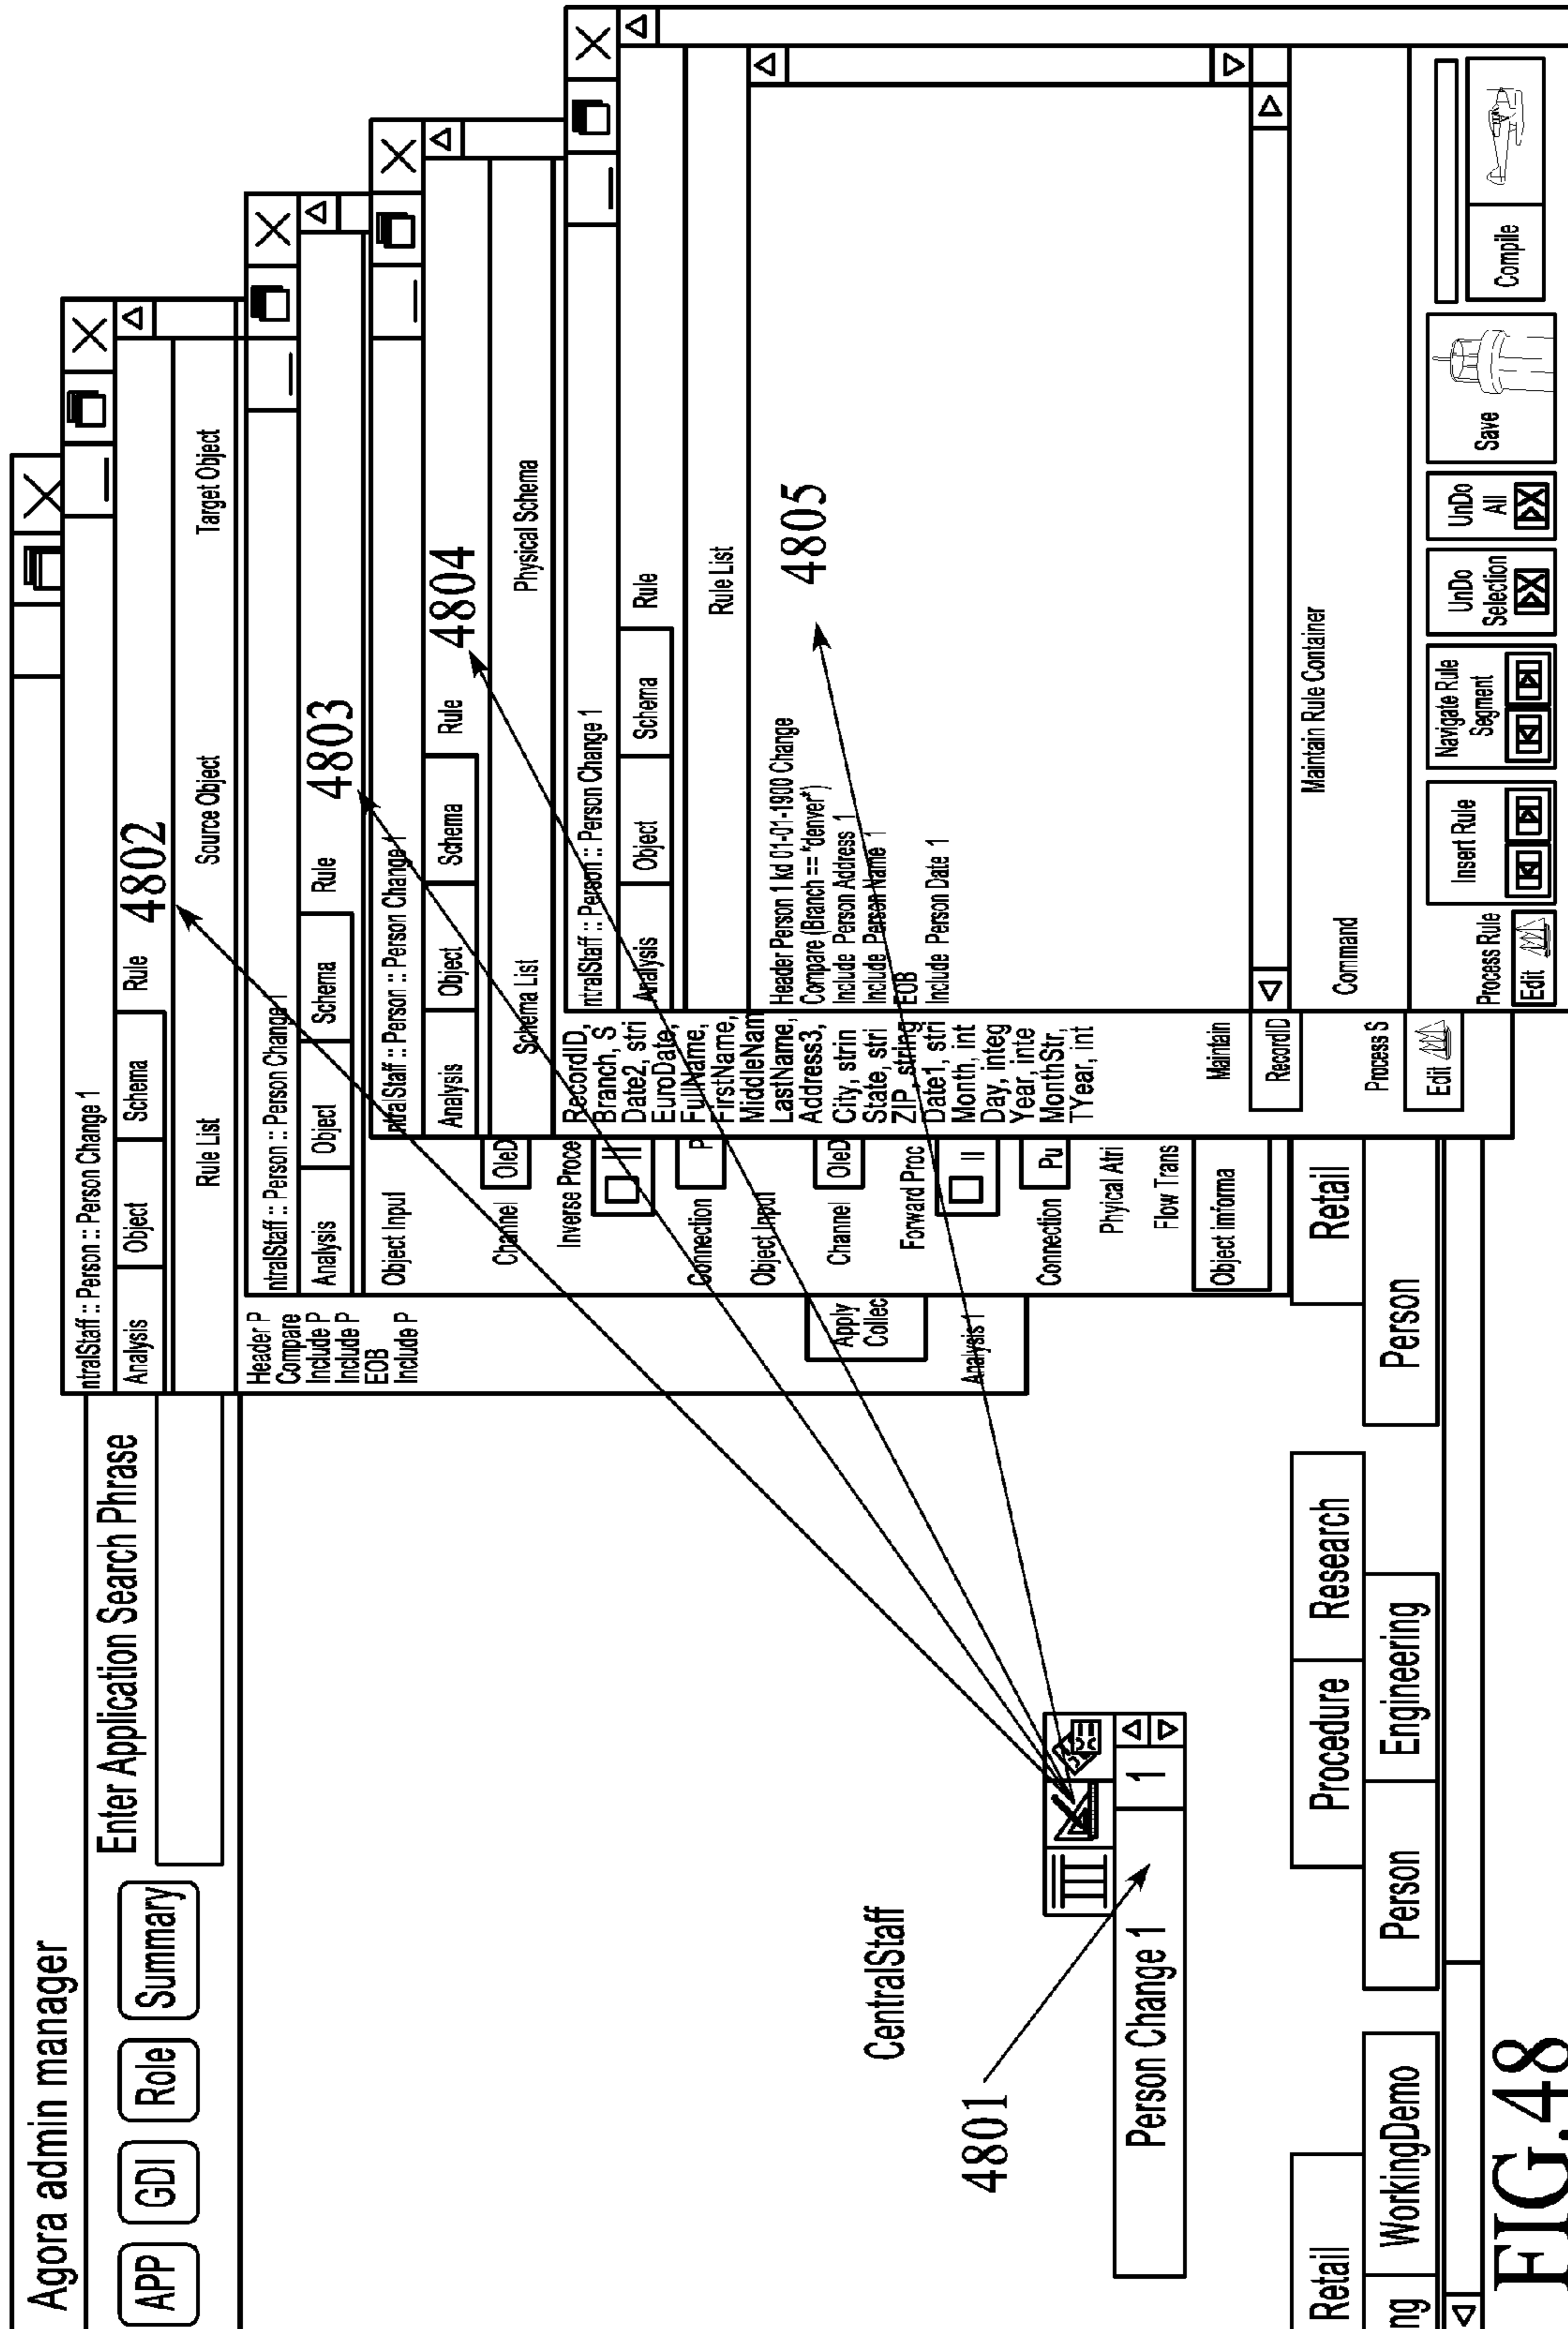 Agora admin manager
APP
GDI
Role
Summary
Enter Application Search Phrase
CentralStaff
4801
Person Change 1
1
Retail
Procedure
Research
Retail
ng
WorkingDemo
Person
Engineering
Person
ntralStaff :: Person :: Person Change 1
Analysis
Object
Schema
Rule
4802
Rule List
Source Object
Target Object
Header P
Compare
Include P
Include P
EOB
Include P
Apply
Collec
Analysis 1
ntralStaff :: Person :: Person Change 1
Analysis
Object
Schema
Rule
4803
Object Input
Channel
OleD
Inverse Proce
Connection
P
Object Input
Channel
OleD
Forward Proc
Connection
Pu
Phyical Atri
Flow Trans
Object imforma
ntralStaff :: Person :: Person Change 1
Analysis
Object
Schema
Rule
4804
Schema List
Physical Schema
RecordID,
Branch, S
Date2, stri
EuroDate,
FullName,
FirstName,
MiddleNam
LastName,
Address3,
City, strin
State, stri
ZIP, string
Date1, stri
Month, int
Day, integ
Year, inte
MonthStr,
TYear, int
Maintain
RecordID
Process S
Edit
ntralStaff :: Person :: Person Change 1
Analysis
Object
Schema
Rule
Rule List
4805
Header Person 1 kd 01-01-1900 Change
Compare (Branch == "denver")
Include Person Address 1
Include Person Name 1
EOB
Include Person Date 1
Maintain Rule Container
Command
Process Rule
Edit
Insert Rule
Navigate Rule
Segment
UnDo
Selection
UnDo
All
Save
Compile
FIG.48